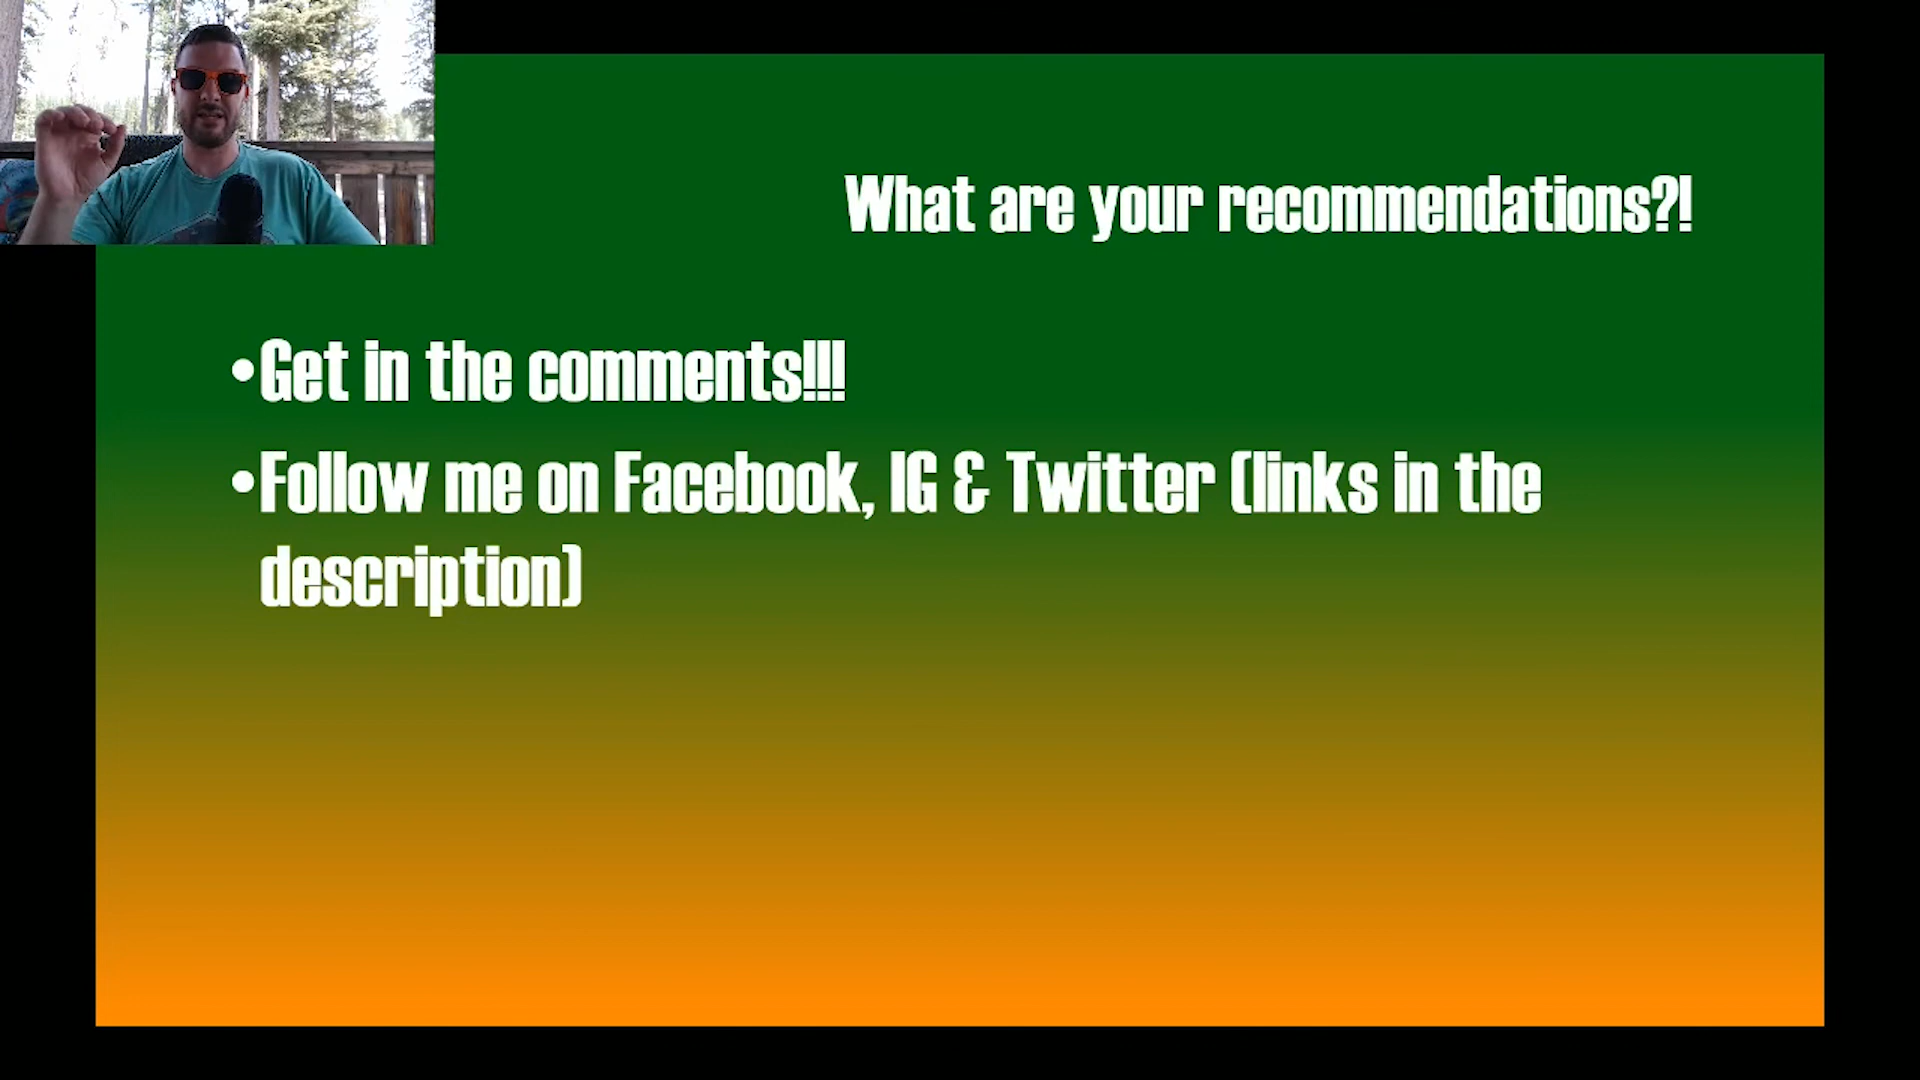 What are your recommendations?!
•Get in the comments!!!
•Follow me on Facebook, IG & Twitter (links in the
description)